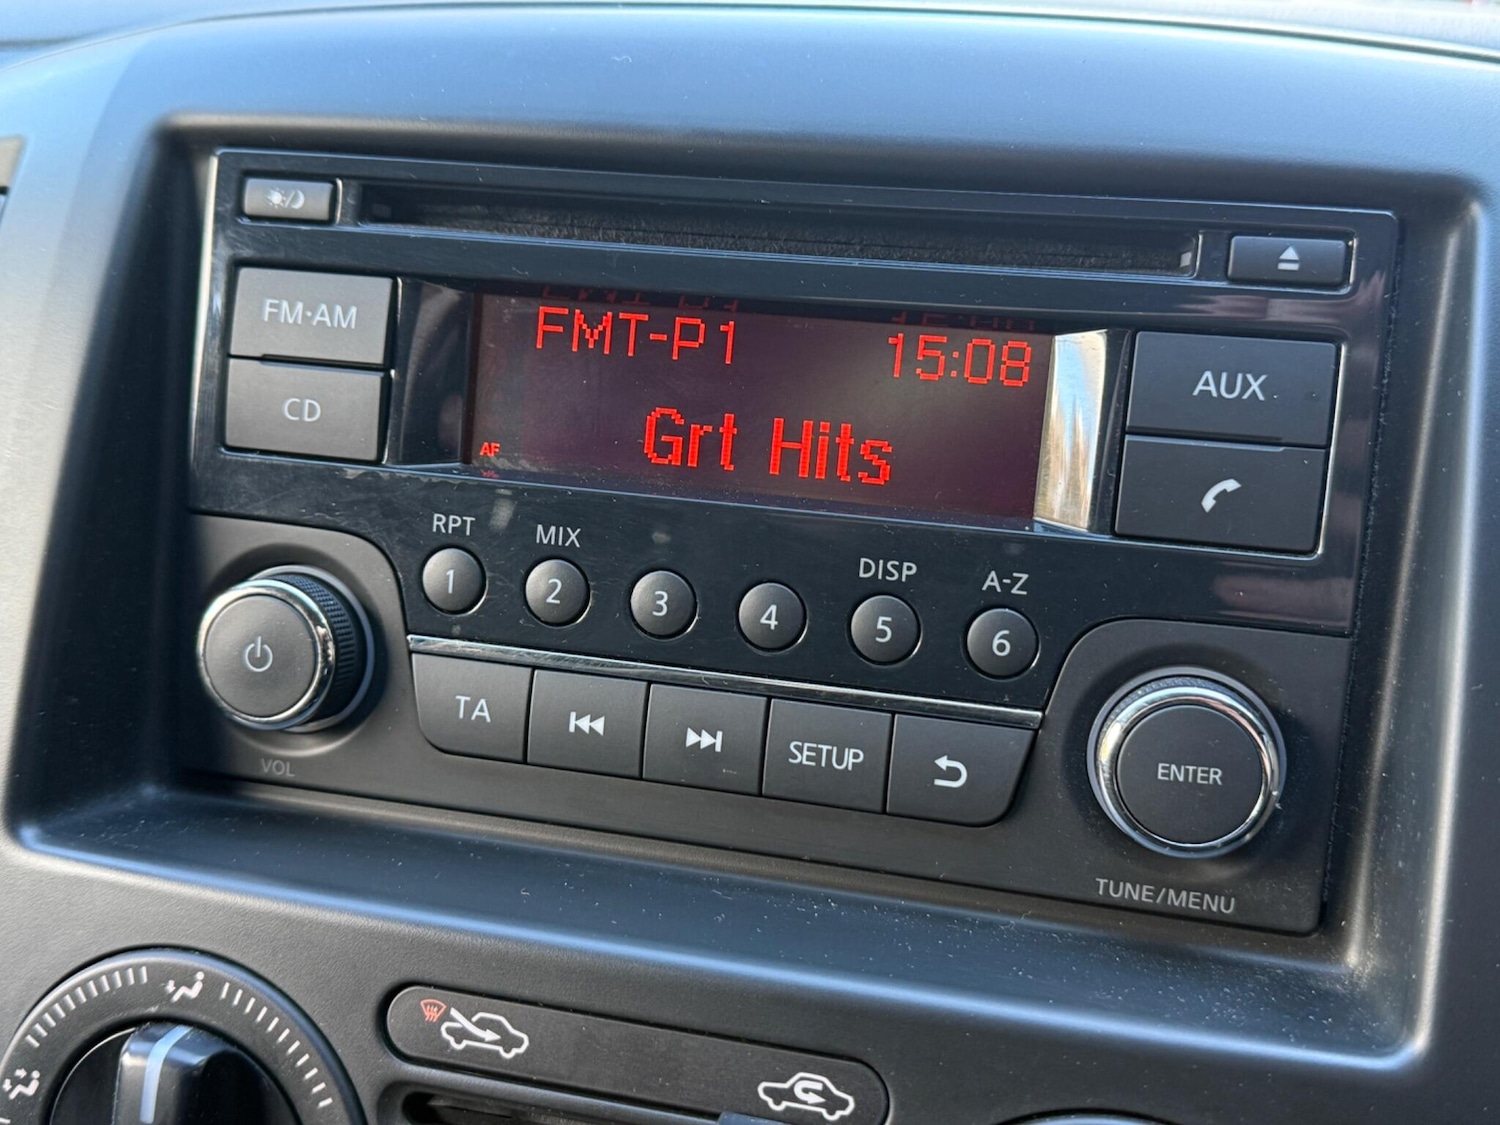 FM·AM
CD
FMT-P1 15:08
Grt Hits
AF
AUX
RPT MIX DISP A-Z
1 2 3 4 5 6
TA SETUP
VOL
ENTER
TUNE/MENU